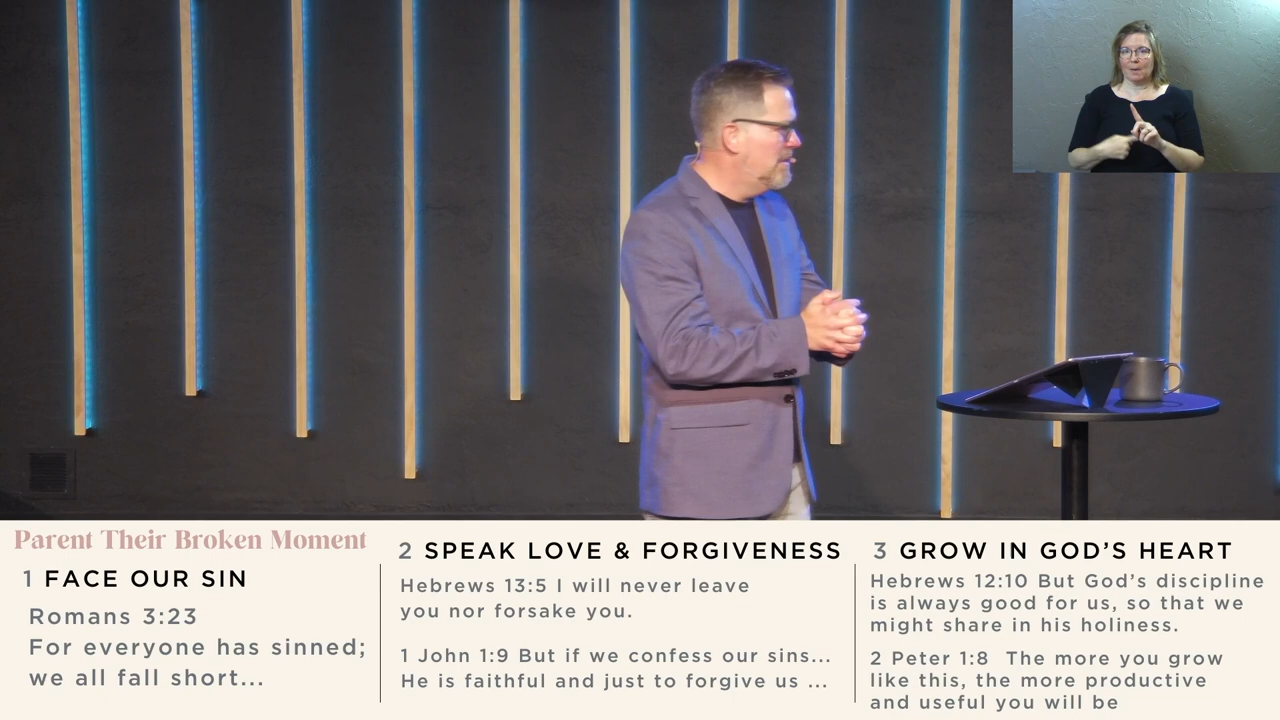 Parent Their Broken Moment
1 FACE OUR SIN
Romans 3:23
For everyone has sinned;
we all fall short...
2 SPEAK LOVE & FORGIVENESS
Hebrews 13:5 I will never leave
you nor forsake you.
1 John 1:9 But if we confess our sins...
He is faithful and just to forgive us ...
3 GROW IN GOD'S HEART
Hebrews 12:10 But God's discipline
is always good for us, so that we
might share in his holiness.
2 Peter 1:8 The more you grow
like this, the more productive
and useful you will be